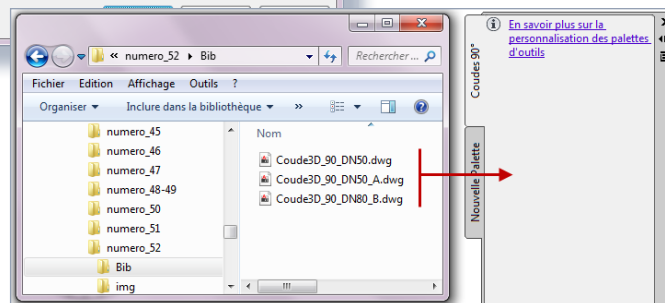 « numero_52 ▸ Bib
Rechercher ...
Fichier Edition Affichage Outils ?
Organiser ▾ Inclure dans la bibliothèque ▾ »
numero_45
numero_46
numero_47
numero_48-49
numero_50
numero_51
numero_52
Bib
img
Nom
Coude3D_90_DN50.dwg
Coude3D_90_DN50_A.dwg
Coude3D_90_DN80_B.dwg
Coudes 90°
Nouvelle Palette
En savoir plus sur la
personnalisation des palettes
d'outils